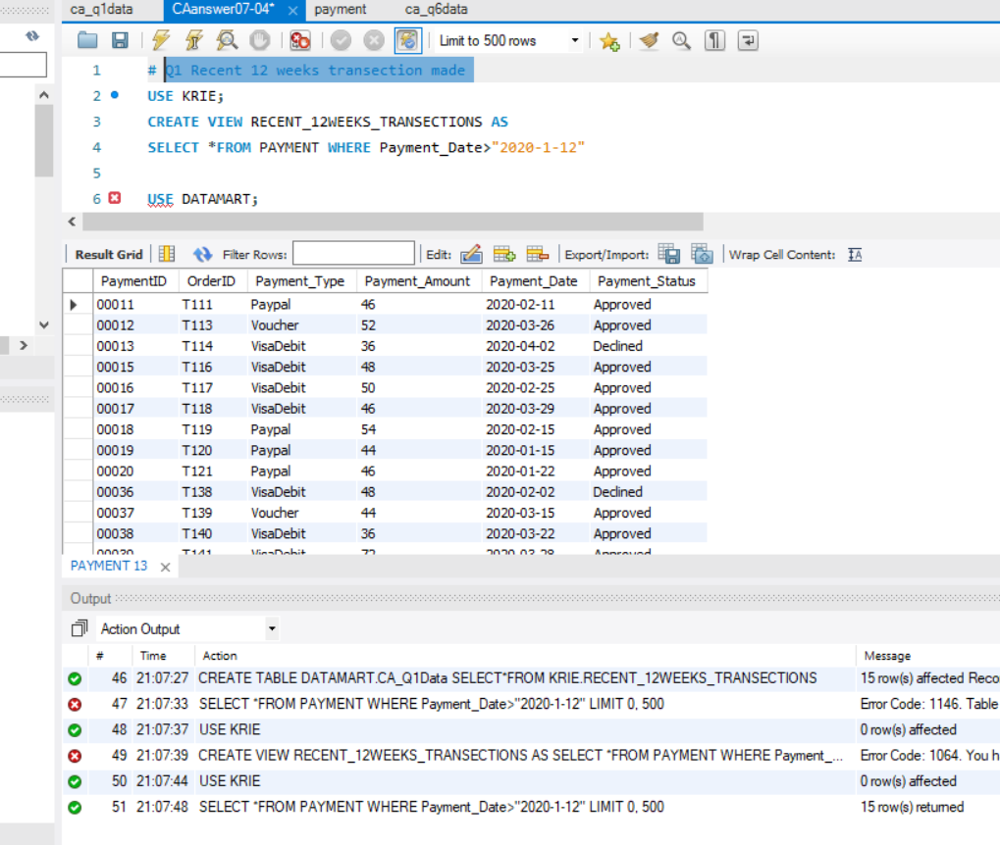 ca_q1data CAanswer07-04* × payment ca_q6data
Limit to 500 rows
1 # Q1 Recent 12 weeks transection made
2 USE KRIE;
3 CREATE VIEW RECENT_12WEEKS_TRANSECTIONS AS
4 SELECT *FROM PAYMENT WHERE Payment_Date>"2020-1-12"
5
6 USE DATAMART;
Result Grid Filter Rows: Edit: Export/Import: Wrap Cell Content:
PaymentID OrderID Payment_Type Payment_Amount Payment_Date Payment_Status
00011 T111 Paypal 46 2020-02-11 Approved
00012 T113 Voucher 52 2020-03-26 Approved
00013 T114 VisaDebit 36 2020-04-02 Declined
00015 T116 VisaDebit 48 2020-03-25 Approved
00016 T117 VisaDebit 50 2020-02-25 Approved
00017 T118 VisaDebit 46 2020-03-29 Approved
00018 T119 Paypal 54 2020-02-15 Approved
00019 T120 Paypal 44 2020-01-15 Approved
00020 T121 Paypal 46 2020-01-22 Approved
00036 T138 VisaDebit 48 2020-02-02 Declined
00037 T139 Voucher 44 2020-03-15 Approved
00038 T140 VisaDebit 36 2020-03-22 Approved
00039 T141 VisaDebit 72 2020-03-28 Approved
PAYMENT 13 ×
Output
Action Output
# Time Action Message
46 21:07:27 CREATE TABLE DATAMART.CA_Q1Data SELECT*FROM KRIE.RECENT_12WEEKS_TRANSECTIONS 15 row(s) affected Reco
47 21:07:33 SELECT *FROM PAYMENT WHERE Payment_Date>"2020-1-12" LIMIT 0, 500 Error Code: 1146. Table
48 21:07:37 USE KRIE 0 row(s) affected
49 21:07:39 CREATE VIEW RECENT_12WEEKS_TRANSECTIONS AS SELECT *FROM PAYMENT WHERE Payment_... Error Code: 1064. You h
50 21:07:44 USE KRIE 0 row(s) affected
51 21:07:48 SELECT *FROM PAYMENT WHERE Payment_Date>"2020-1-12" LIMIT 0, 500 15 row(s) returned